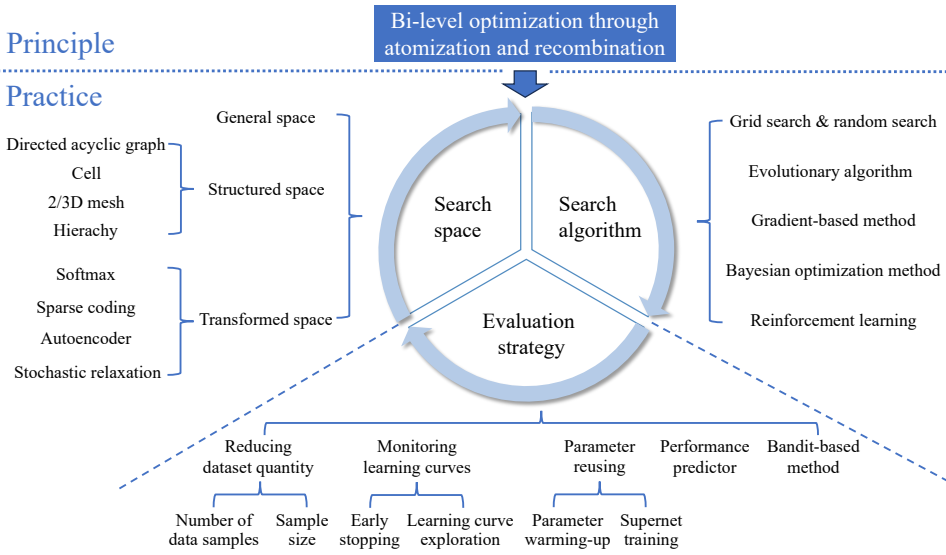 Principle
Bi-level optimization through
atomization and recombination
Practice
General space
Directed acyclic graph
Cell
2/3D mesh
Hierachy
Structured space
Softmax
Sparse coding
Autoencoder
Stochastic relaxation
Transformed space
Search
space
Search
algorithm
Evaluation
strategy
Grid search & random search
Evolutionary algorithm
Gradient-based method
Bayesian optimization method
Reinforcement learning
Reducing
dataset quantity
Monitoring
learning curves
Parameter
reusing
Performance
predictor
Bandit-based
method
Number of
data samples
Sample
size
Early
stopping
Learning curve
exploration
Parameter
warming-up
Supernet
training